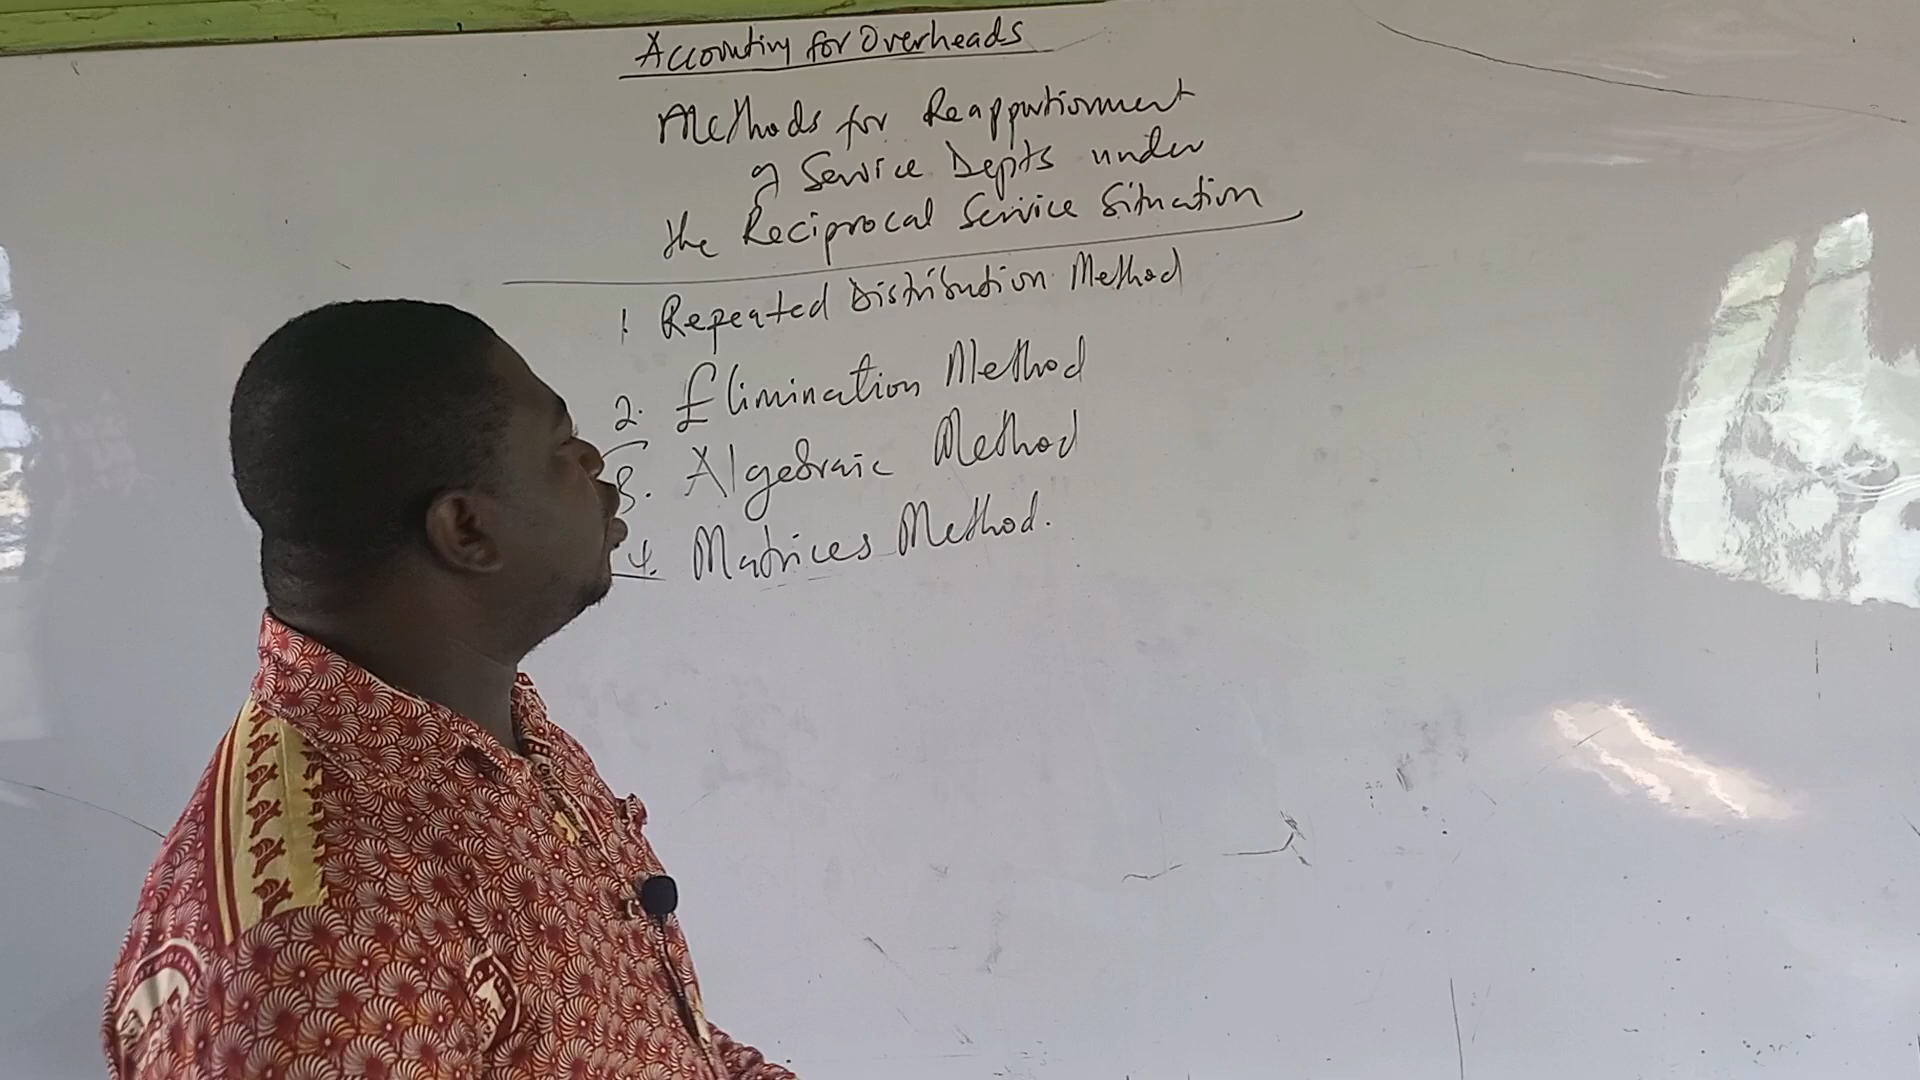 Accounting for Overheads
Methods for Reapportionment
of Service Depts under
the Reciprocal Service Situation
1. Repeated Distribution Method
2. Elimination Method
3. Algebraic Method
4. Matrices Method.